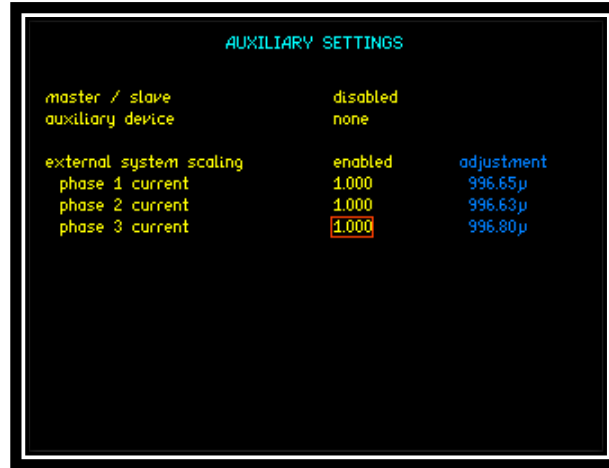 AUXILIARY SETTINGS
master / slave disabled
auxiliary device none
external system scaling enabled adjustment
phase 1 current 1.000 996.65µ
phase 2 current 1.000 996.63µ
phase 3 current 1.000 996.80µ